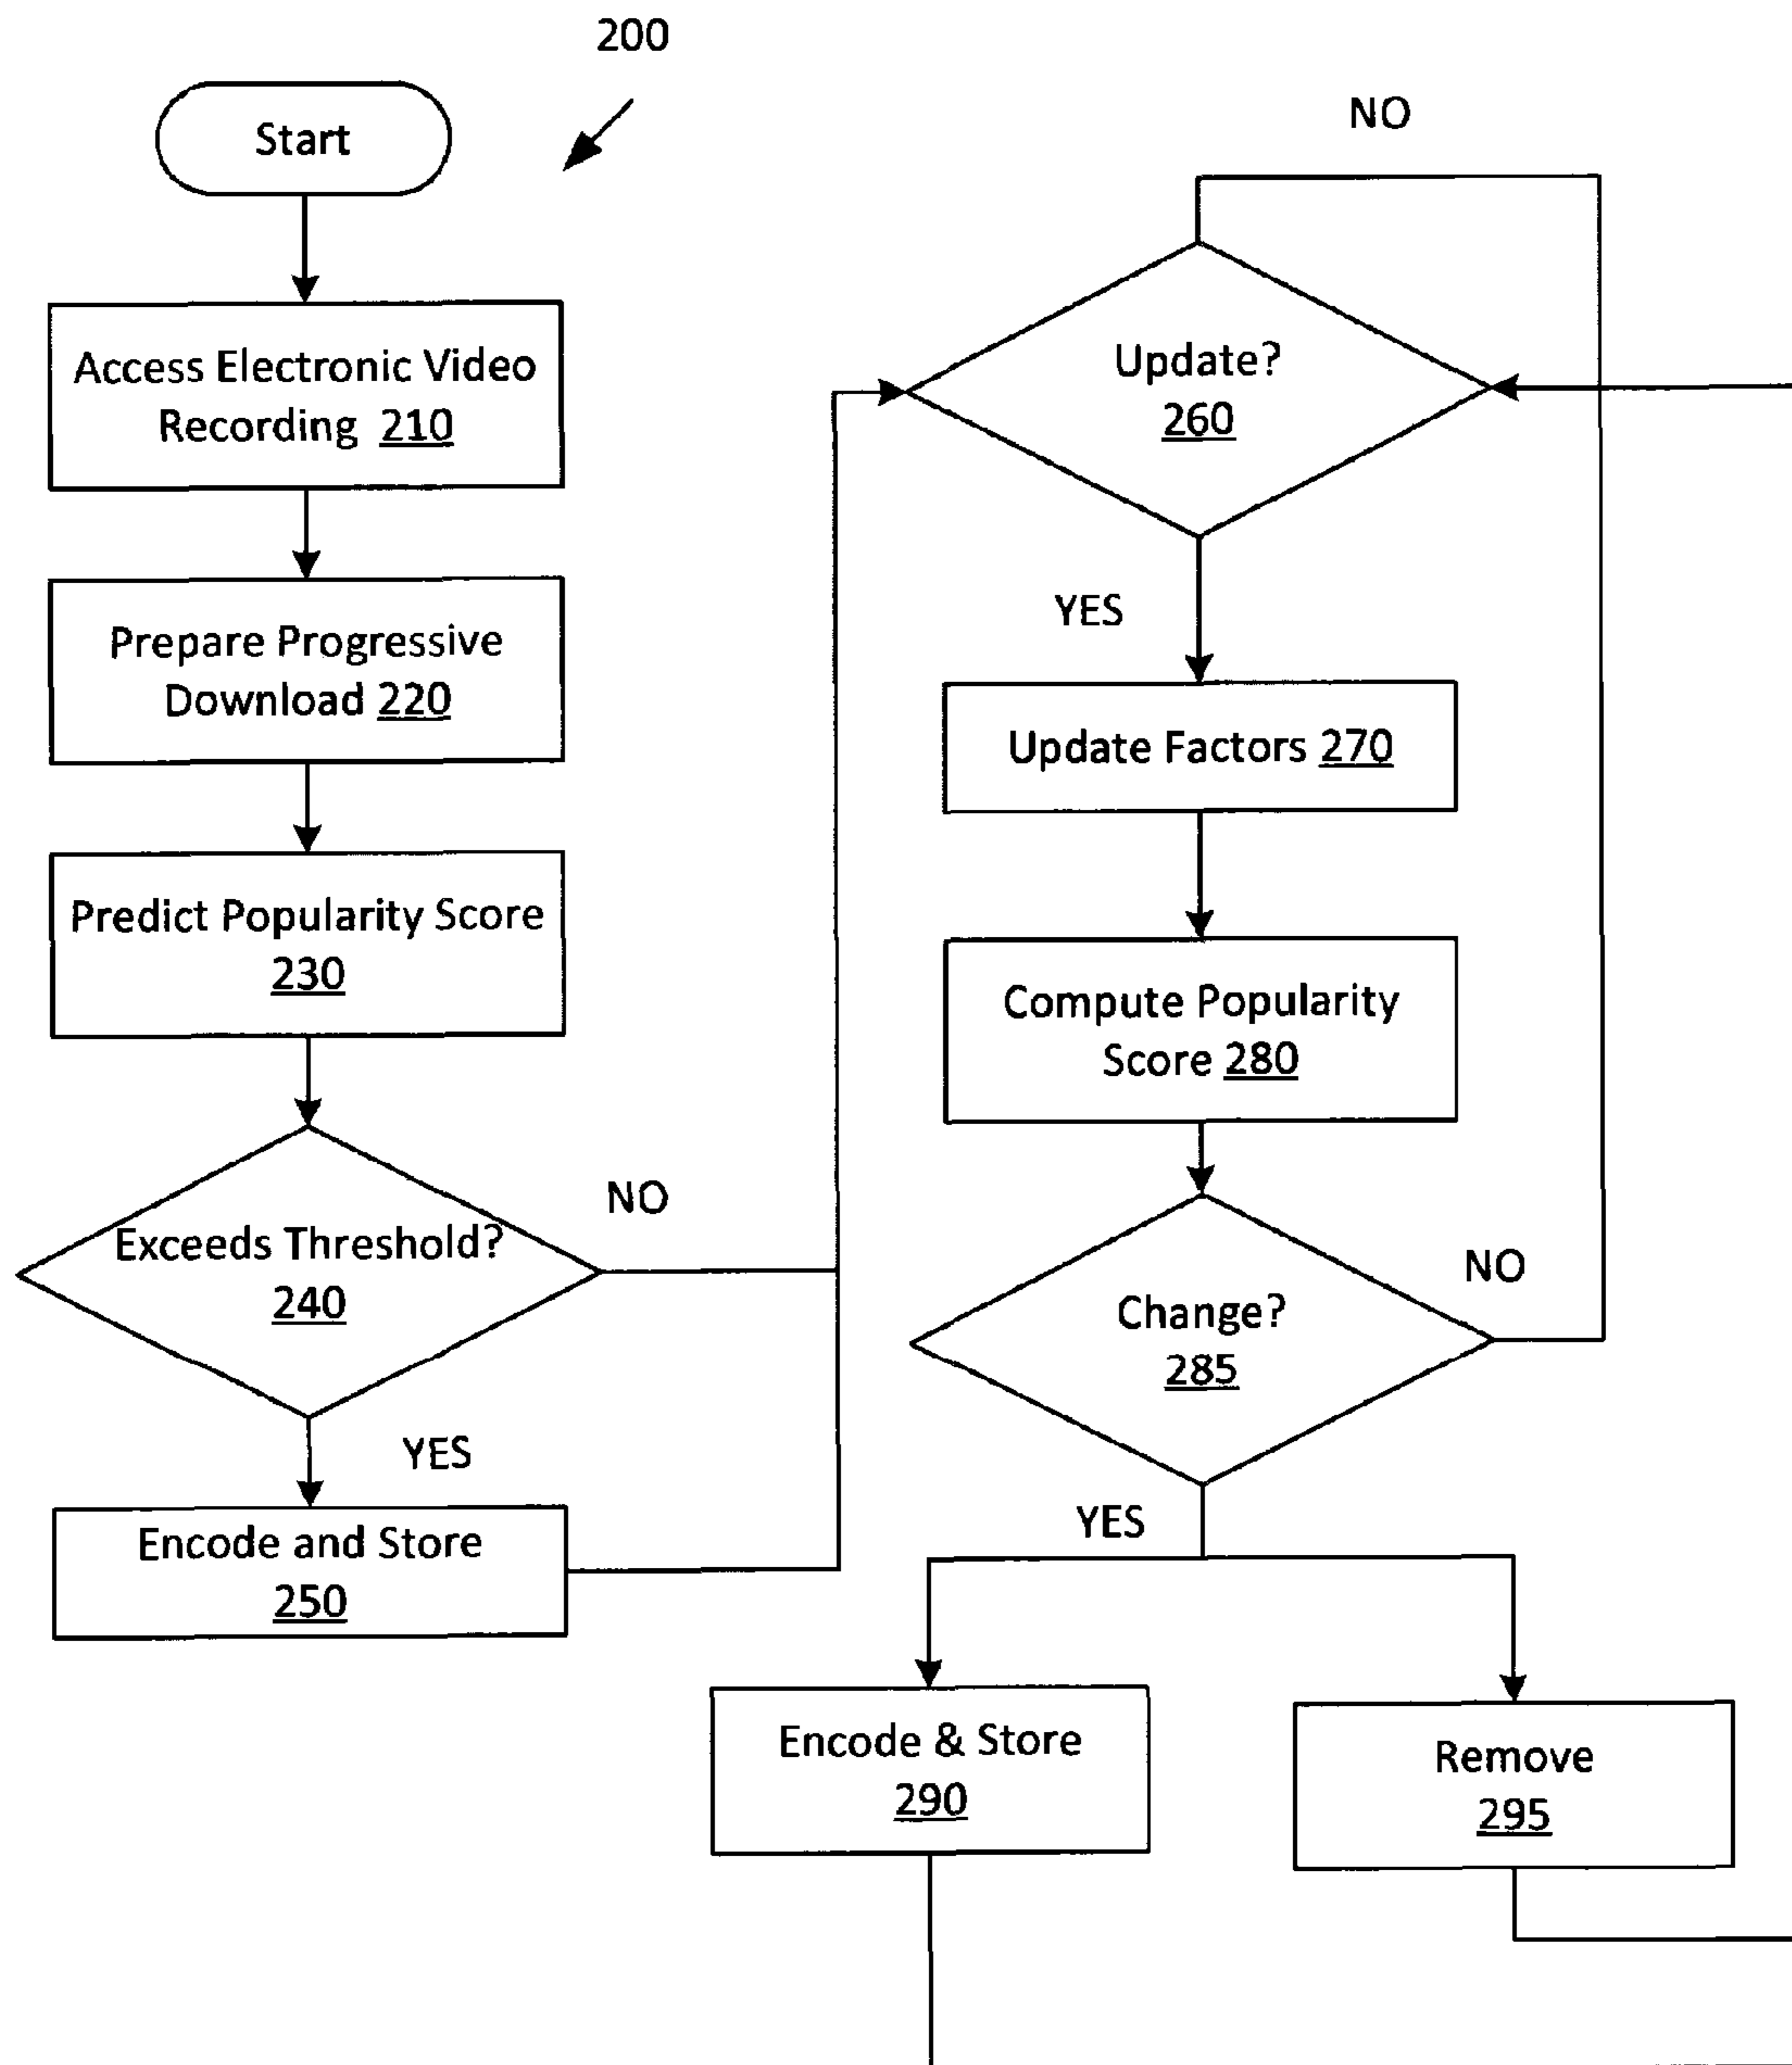 200
Start
Access Electronic Video
Recording 210
Prepare Progressive
Download 220
Predict Popularity Score
230
Exceeds Threshold?
240
NO
YES
Encode and Store
250
NO
Update?
260
YES
Update Factors 270
Compute Popularity
Score 280
Change?
285
NO
YES
Encode & Store
290
Remove
295